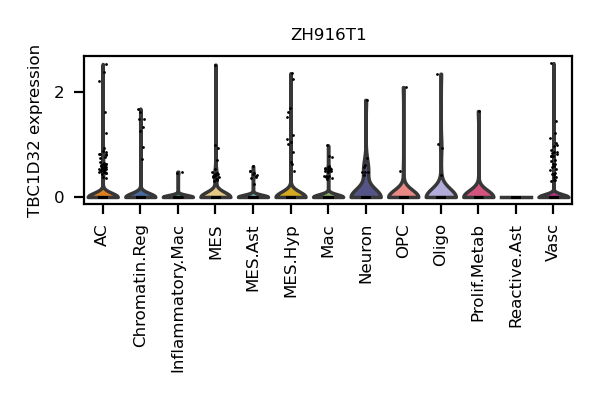 ZH916T1
TBC1D32 expression
2
0
AC
Chromatin.Reg
Inflammatory.Mac
MES
MES.Ast
MES.Hyp
Mac
Neuron
OPC
Oligo
Prolif.Metab
Reactive.Ast
Vasc